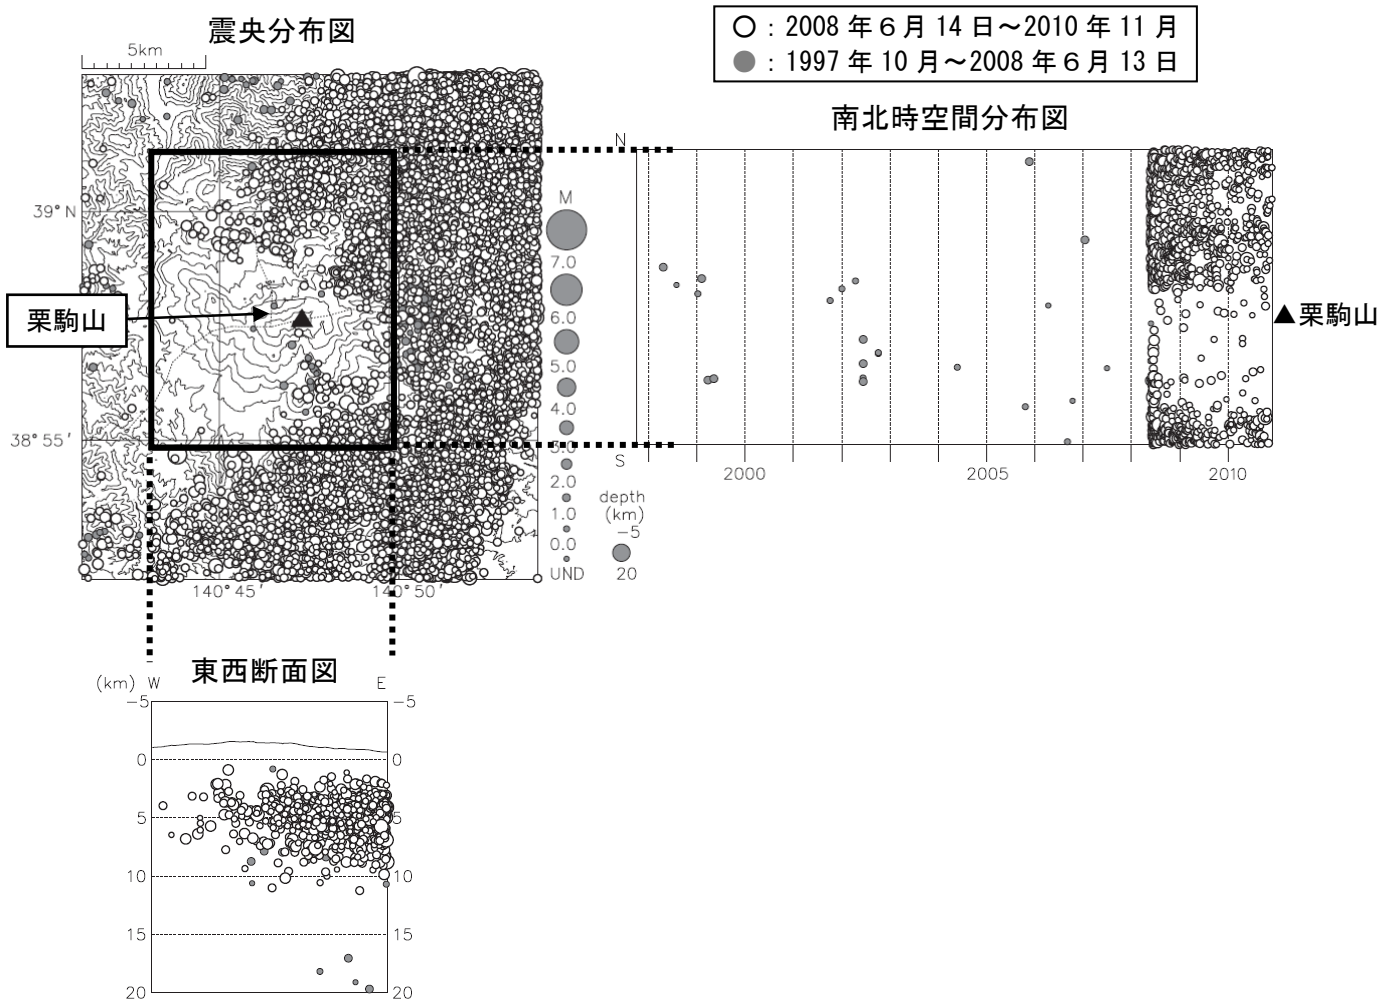 震央分布図
5km
○：2008 年 6 月 14 日～2010 年 11 月
●：1997 年 10 月～2008 年 6 月 13 日
南北時空間分布図
N
39°N
M
7.0
6.0
5.0
4.0
3.0
2.0
1.0
0.0
UND
栗駒山
▲栗駒山
38°55′
S
2000
2005
2010
depth
(km)
-5
20
140°45′
140°50′
東西断面図
(km) W E
-5 -5
0 0
5 5
10 10
15 15
20 20